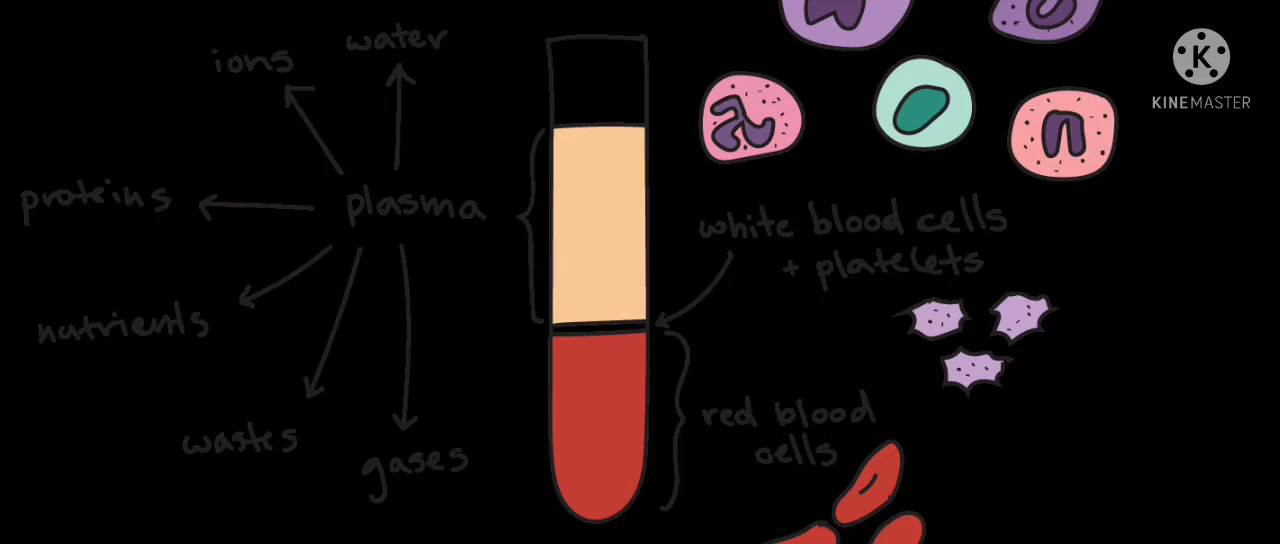 ions
water
K
KINEMASTER
proteins
plasma
white blood cells
+ platelets
nutrients
wastes
gases
red blood
cells